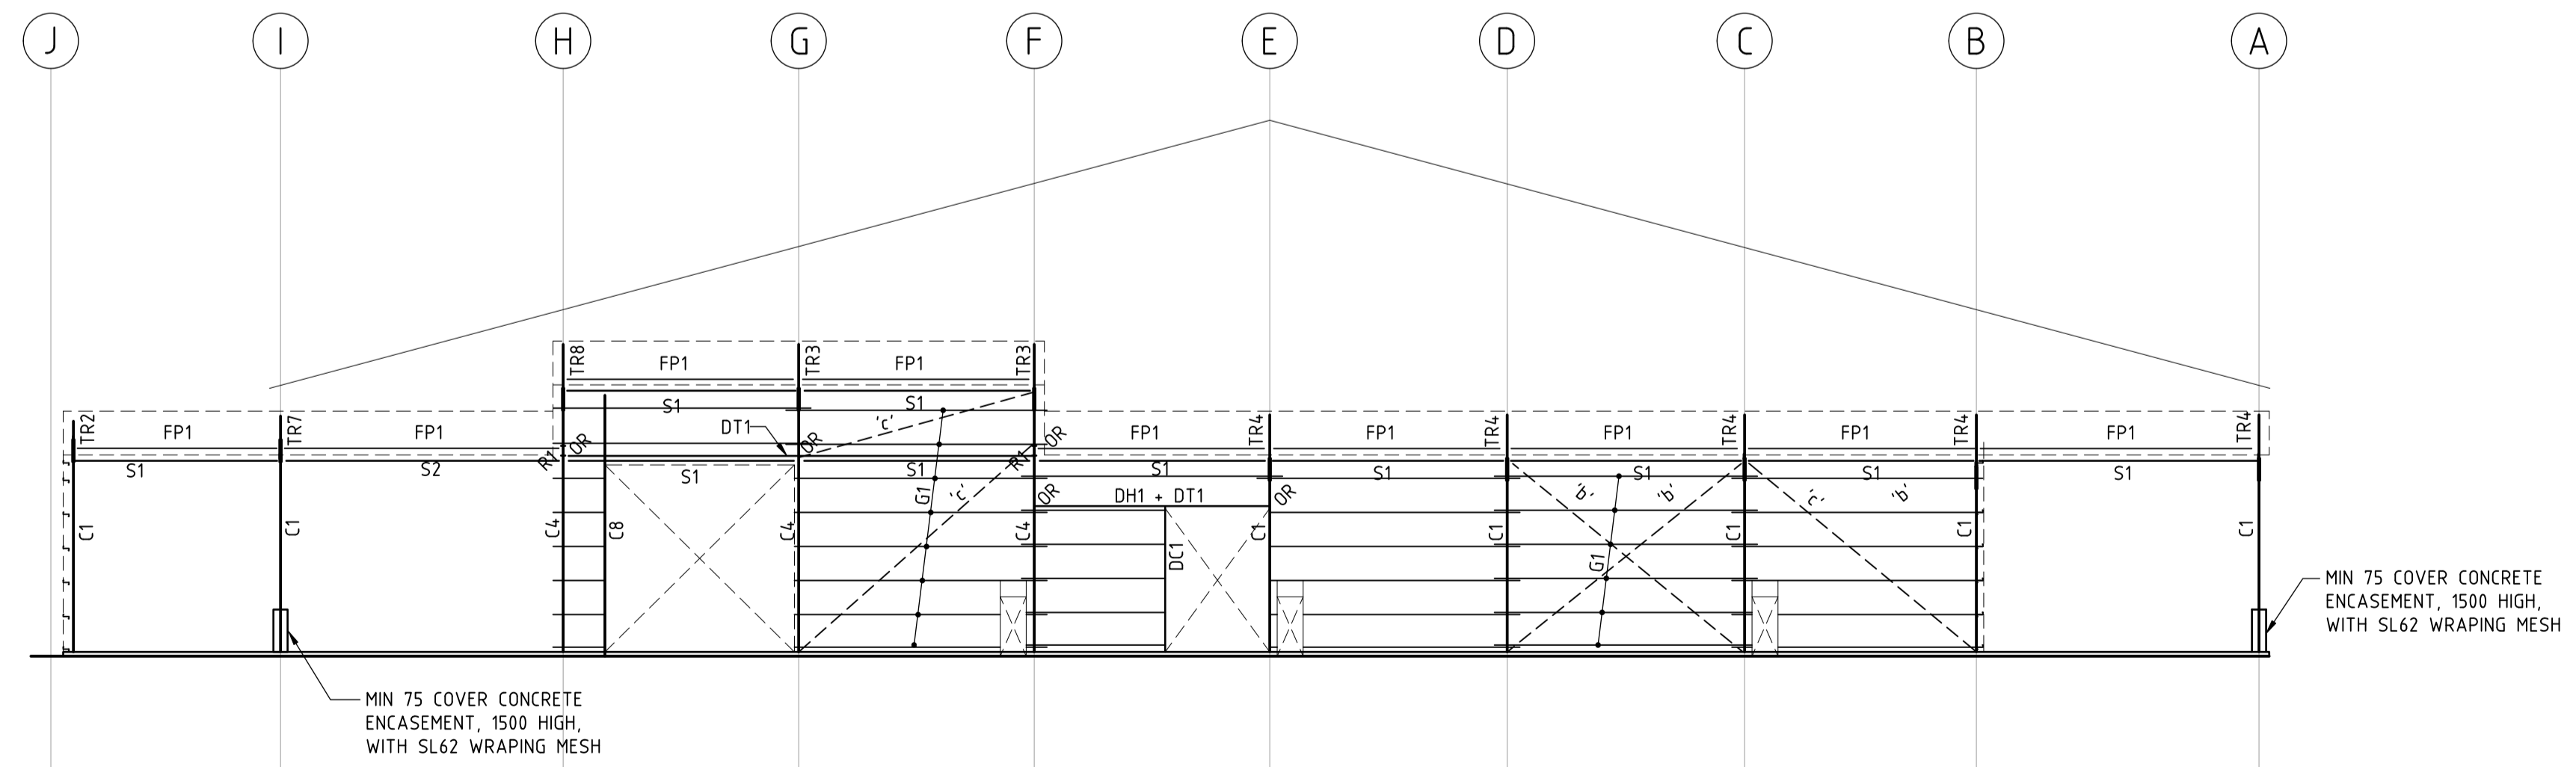 J I H G F E D C B A
TR8 FP1 TR3 FP1 TR3
S1 S1
'c'
TR2 FP1 TR7 FP1 OR DT1 OR OR FP1 TR4 FP1 TR4 FP1 TR4 FP1 TR4 FP1 TR4
S1 S2 R1 S1 S1 R1 S1 S1 S1 S1 S1
G1 'c' OR DH1 + DT1 OR 'b' 'b' 'c' 'b'
C1 C1 C4 C8 C4 C4 DC1 C1 C1 C1 C1 C1
G1
MIN 75 COVER CONCRETE
ENCASEMENT, 1500 HIGH,
WITH SL62 WRAPING MESH
MIN 75 COVER CONCRETE
ENCASEMENT, 1500 HIGH,
WITH SL62 WRAPING MESH